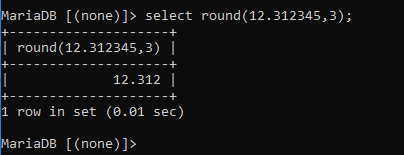 MariaDB [(none)]> select round(12.312345,3);
+--------------------+
| round(12.312345,3) |
+--------------------+
|             12.312 |
+--------------------+
1 row in set (0.01 sec)
MariaDB [(none)]>